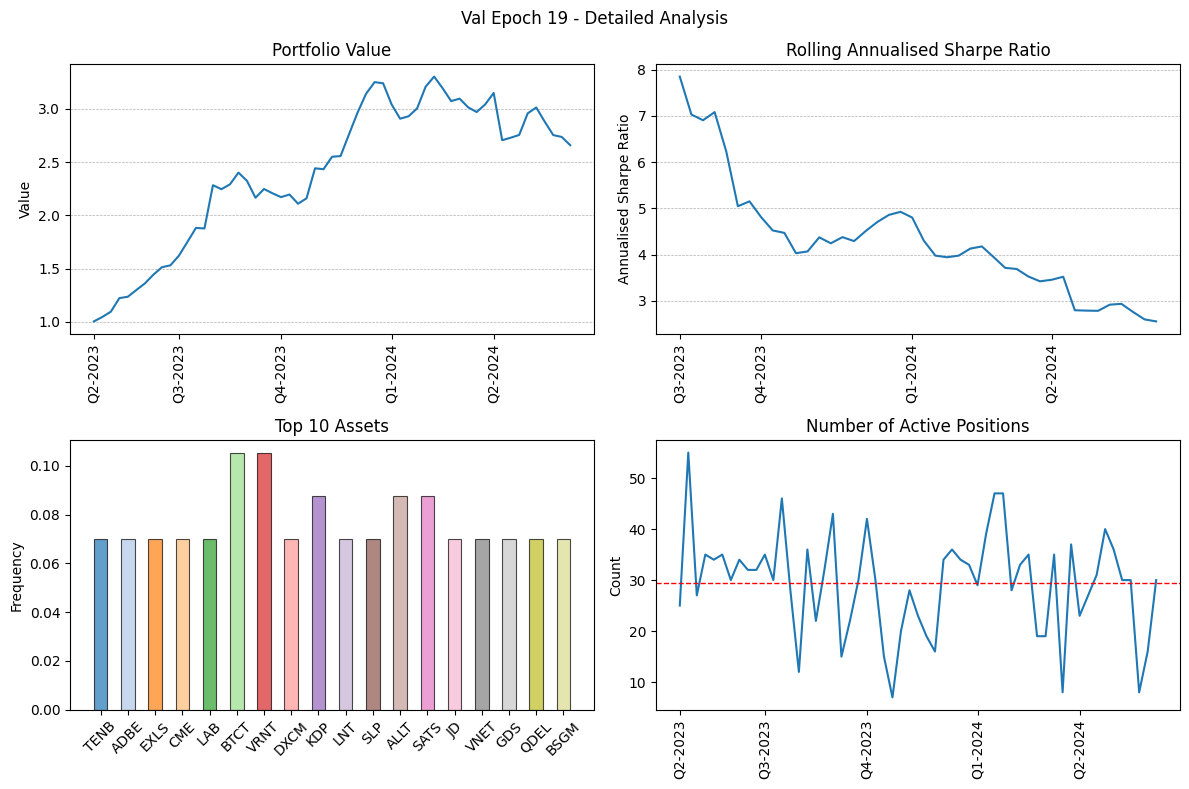 Val Epoch 19 - Detailed Analysis
Portfolio Value
Value
3.0
2.5
2.0
1.5
1.0
Q2-2023
Q3-2023
Q4-2023
Q1-2024
Q2-2024
Rolling Annualised Sharpe Ratio
Annualised Sharpe Ratio
8
7
6
5
4
3
Q3-2023
Q4-2023
Q1-2024
Q2-2024
Top 10 Assets
Frequency
0.10
0.08
0.06
0.04
0.02
0.00
TENB
ADBE
EXLS
CME
LAB
BTCT
VRNT
DXCM
KDP
LNT
SLP
ALLT
SATS
JD
VNET
GDS
QDEL
BSGM
Number of Active Positions
Count
50
40
30
20
10
Q2-2023
Q3-2023
Q4-2023
Q1-2024
Q2-2024